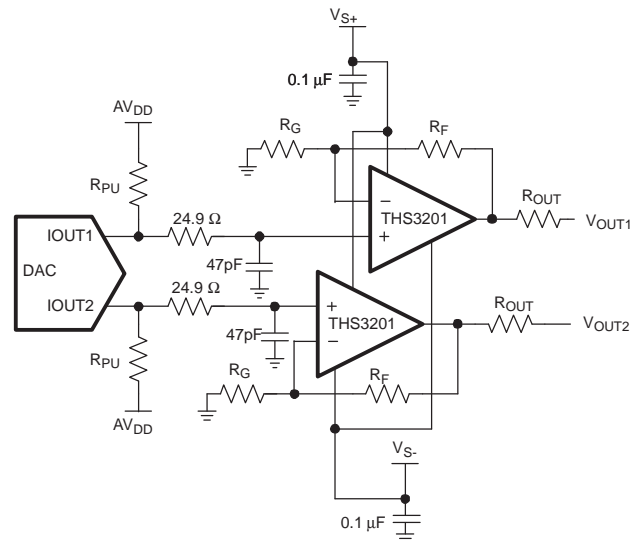 VS+
0.1 µF
AVDD
RG
RF
RPU
THS3201
ROUT
VOUT1
IOUT1
24.9 Ω
DAC
47pF
IOUT2
24.9 Ω
THS3201
ROUT
VOUT2
47pF
RPU
RG
RF
AVDD
VS-
0.1 µF